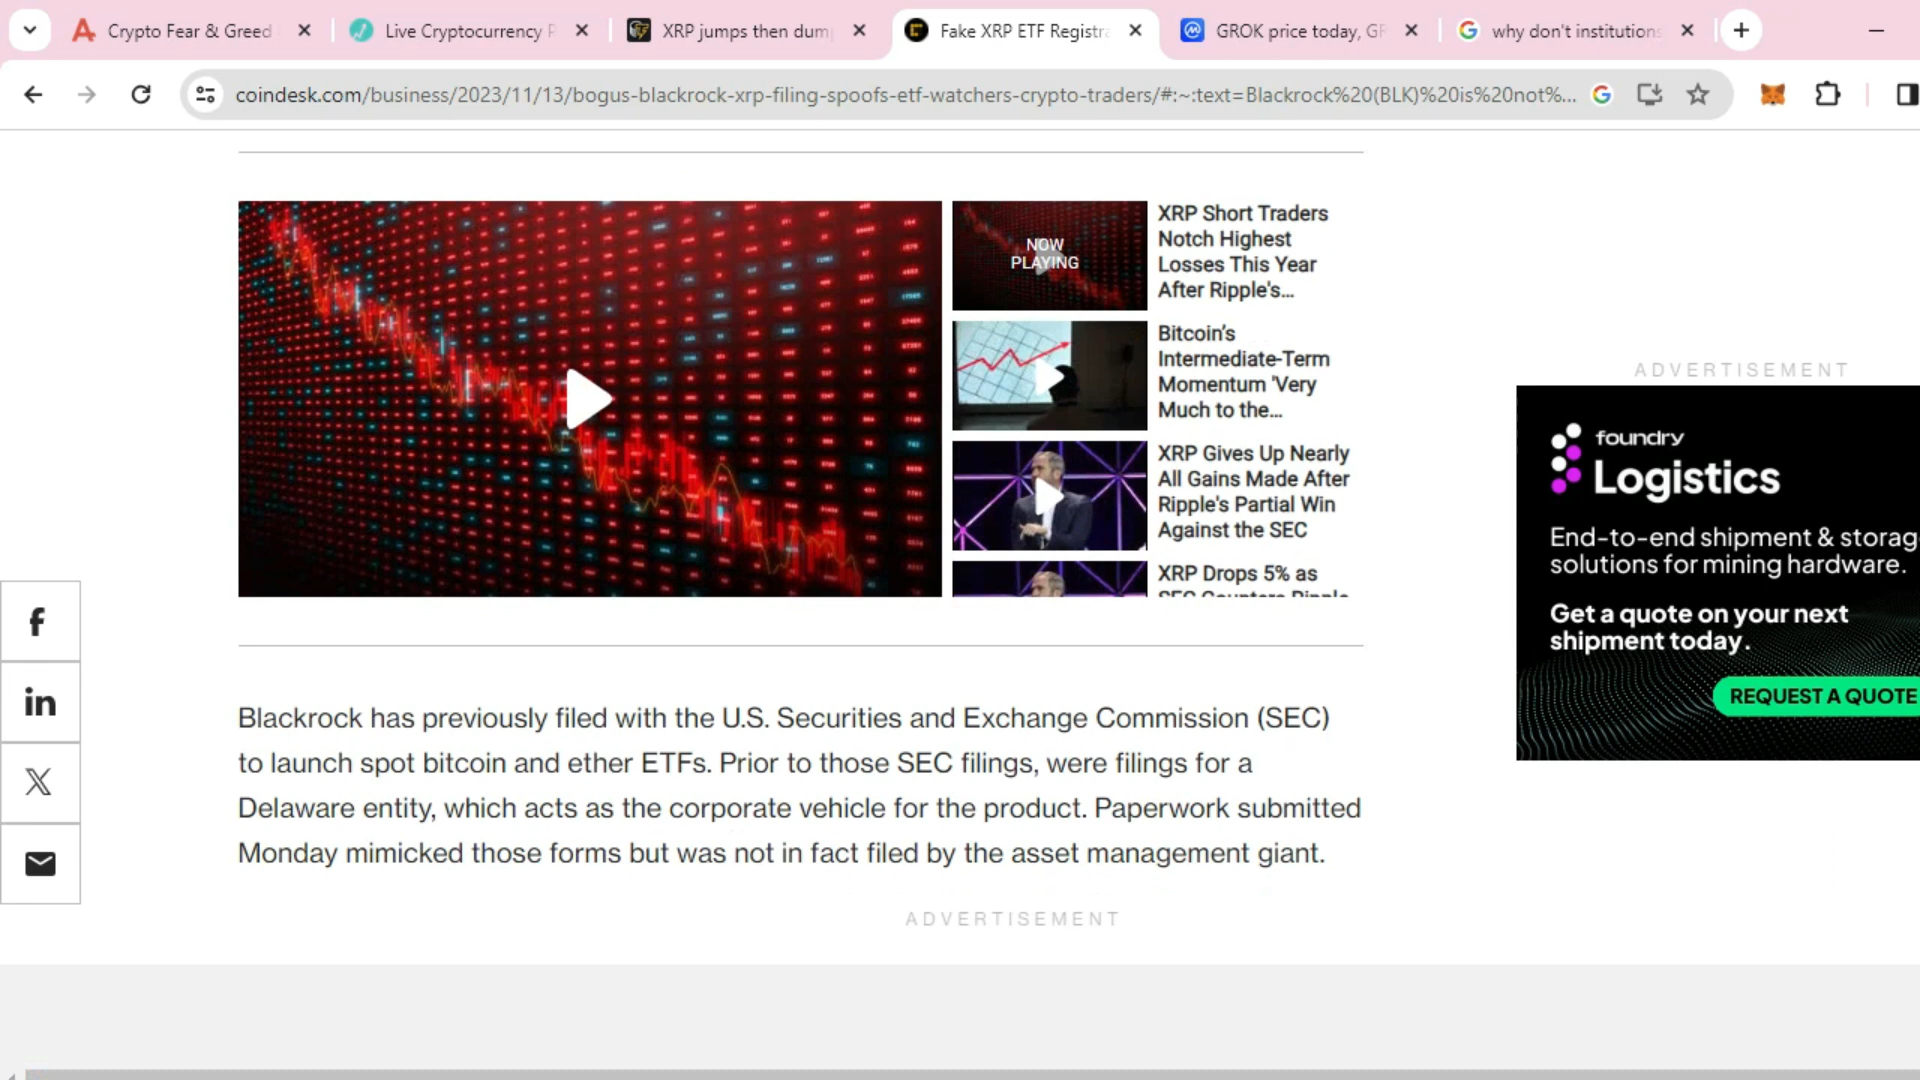 Crypto Fear & Greed
Live Cryptocurrency P
XRP jumps then dum
Fake XRP ETF Registra
GROK price today, GR
why don't institutions
coindesk.com/business/2023/11/13/bogus-blackrock-xrp-filing-spoofs-etf-watchers-crypto-traders/#:~:text=Blackrock%20(BLK)%20is%20not%...
NOW
PLAYING
XRP Short Traders
Notch Highest
Losses This Year
After Ripple's...
Bitcoin's
Intermediate-Term
Momentum 'Very
Much to the...
XRP Gives Up Nearly
All Gains Made After
Ripple's Partial Win
Against the SEC
XRP Drops 5% as
SEC Counters Ripple
ADVERTISEMENT
foundry
Logistics
End-to-end shipment & storag
solutions for mining hardware.
Get a quote on your next
shipment today.
REQUEST A QUOTE
Blackrock has previously filed with the U.S. Securities and Exchange Commission (SEC)
to launch spot bitcoin and ether ETFs. Prior to those SEC filings, were filings for a
Delaware entity, which acts as the corporate vehicle for the product. Paperwork submitted
Monday mimicked those forms but was not in fact filed by the asset management giant.
ADVERTISEMENT